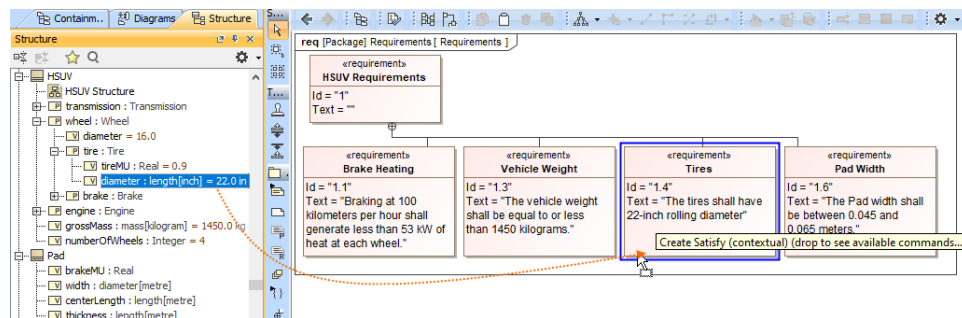 Containm..
Diagrams
Structure
Structure
HSUV
HSUV Structure
transmission : Transmission
wheel : Wheel
diameter = 16.0
tire : Tire
tireMU : Real = 0.9
diameter : length[inch] = 22.0 in
brake : Brake
engine : Engine
grossMass : mass[kilogram] = 1450.0 kg
numberOfWheels : Integer = 4
Pad
brakeMU : Real
width : diameter[metre]
centerLength : length[metre]
thickness : length[metre]
S...
T...
req [Package] Requirements [ Requirements ]
«requirement»
HSUV Requirements
Id = "1"
Text = ""
«requirement»
Brake Heating
Id = "1.1"
Text = "Braking at 100
kilometers per hour shall
generate less than 53 kW of
heat at each wheel."
«requirement»
Vehicle Weight
Id = "1.3"
Text = "The vehicle weight
shall be equal to or less
than 1450 kilograms."
«requirement»
Tires
Id = "1.4"
Text = "The tires shall have
22-inch rolling diameter"
«requirement»
Pad Width
Id = "1.6"
Text = "The Pad width shall
be between 0.045 and
0.065 meters."
Create Satisfy (contextual) (drop to see available commands...